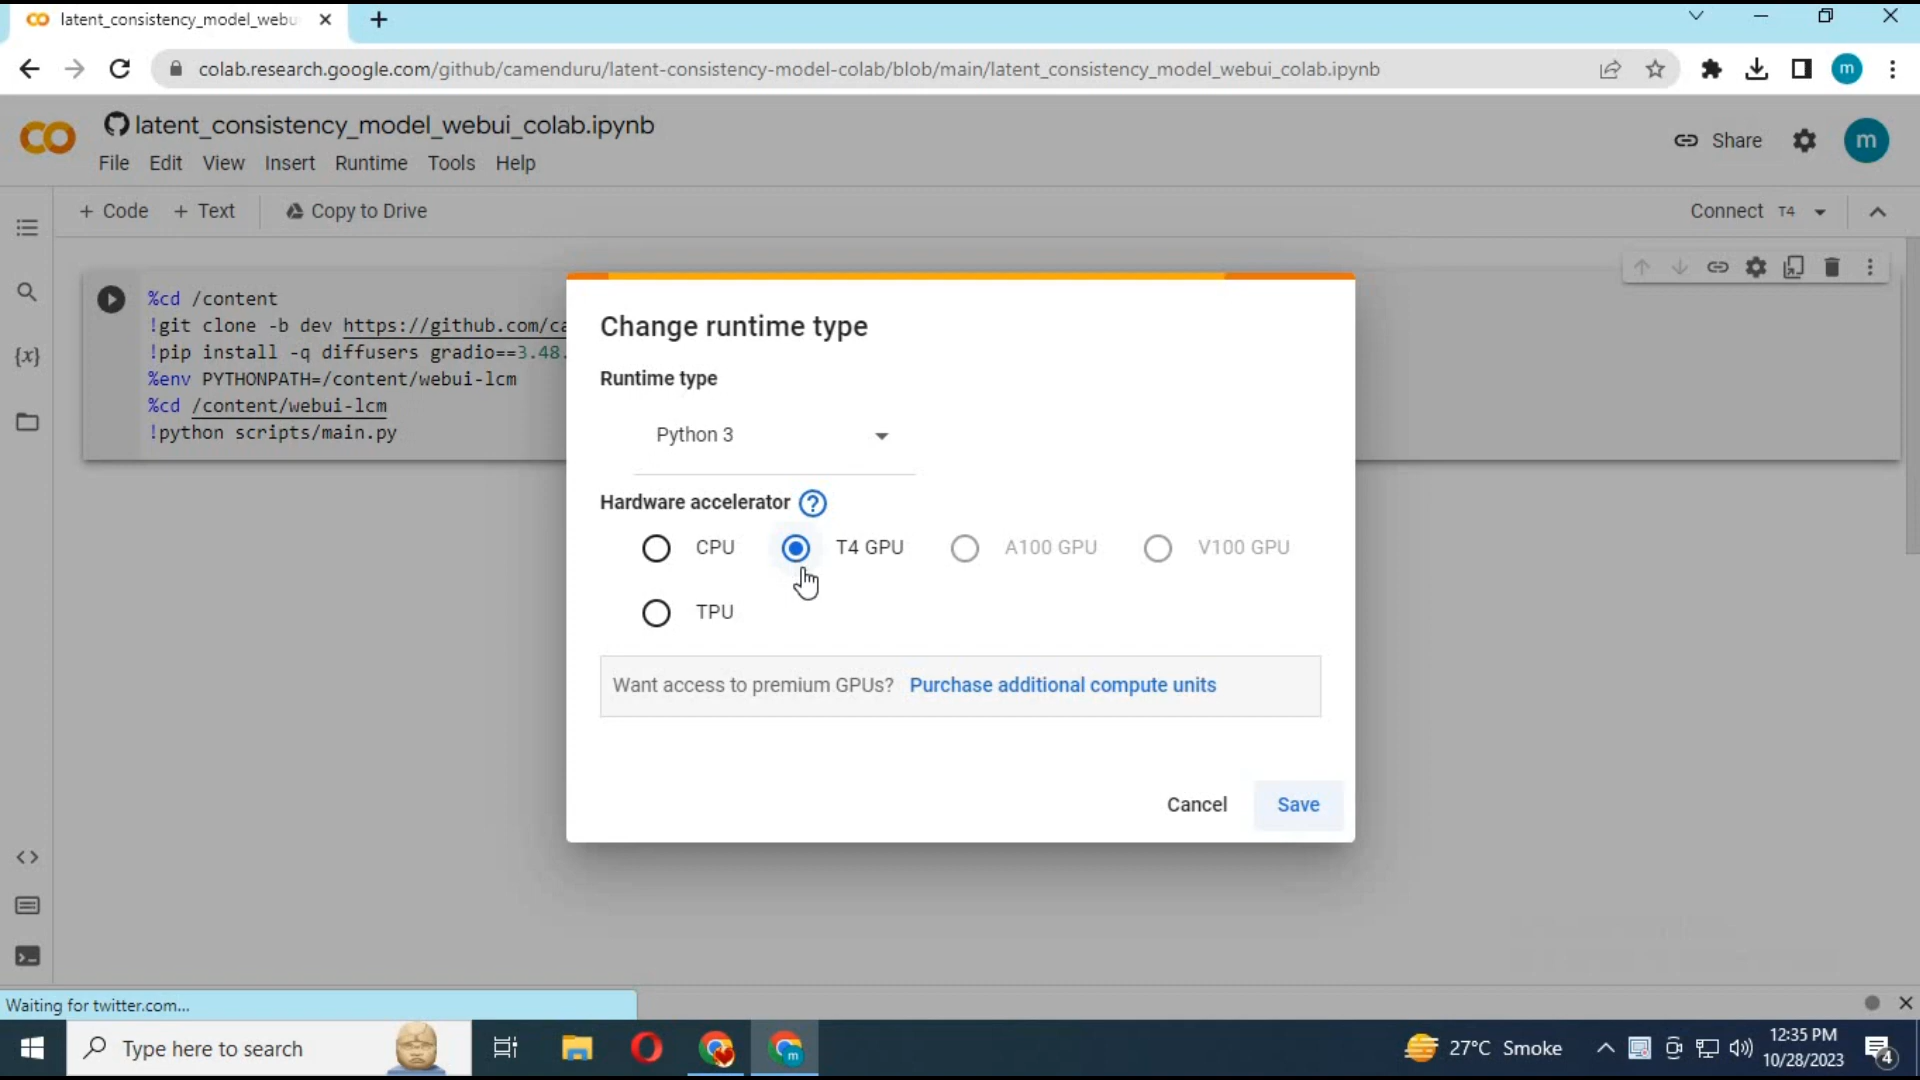 latent_consistency_model_webu
colab.research.google.com/github/camenduru/latent-consistency-model-colab/blob/main/latent_consistency_model_webui_colab.ipynb
m
latent_consistency_model_webui_colab.ipynb
File Edit View Insert Runtime Tools Help
Share
m
+ Code + Text Copy to Drive
Connect T4
%cd /content
!git clone -b dev https://github.com/ca
!pip install -q diffusers gradio==3.48.
%env PYTHONPATH=/content/webui-lcm
%cd /content/webui-lcm
!python scripts/main.py
{x}
Change runtime type
Runtime type
Python 3
Hardware accelerator ?
CPU T4 GPU A100 GPU V100 GPU
TPU
Want access to premium GPUs? Purchase additional compute units
Cancel Save
Waiting for twitter.com...
Type here to search
m
27°C Smoke
12:35 PM
10/28/2023
4